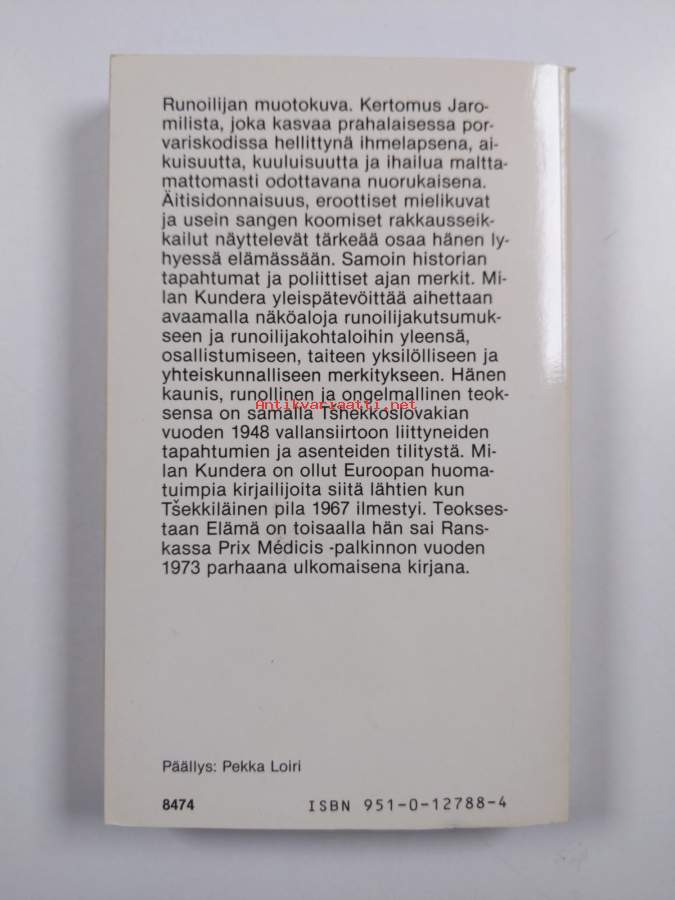 Runoilijan muotokuva. Kertomus Jaro-
milista, joka kasvaa prahalaisessa por-
variskodissa hellittynä ihmelapsena, ai-
kuisuutta, kuuluisuutta ja ihailua maltta-
mattomasti odottavana nuorukaisena.
Äitisidonnaisuus, eroottiset mielikuvat
ja usein sangen koomiset rakkausseik-
kailut näyttelevät tärkeää osaa hänen ly-
hyessä elämässään. Samoin historian
tapahtumat ja poliittiset ajan merkit. Mi-
lan Kundera yleispätevöittää aihettaan
avaamalla näköaloja runoilijakutsumuk-
seen ja runoilijakohtaloihin yleensä,
osallistumiseen, taiteen yksilölliseen ja
yhteiskunnalliseen merkitykseen. Hänen
kaunis, runollinen ja ongelmallinen teok-
Antikvariaatti.net
sensa on samalla Tshekkoslovakian
vuoden 1948 vallansiirtoon liittyneiden
tapahtumien ja asenteiden tilitystä. Mi-
lan Kundera on ollut Euroopan huoma-
tuimpia kirjailijoita siitä lähtien kun
Tšekkiläinen pila 1967 ilmestyi. Teokses-
taan Elämä on toisaalla hän sai Rans-
kassa Prix Médicis -palkinnon vuoden
1973 parhaana ulkomaisena kirjana.
Päällys: Pekka Loiri
8474 ISBN 951-0-12788-4